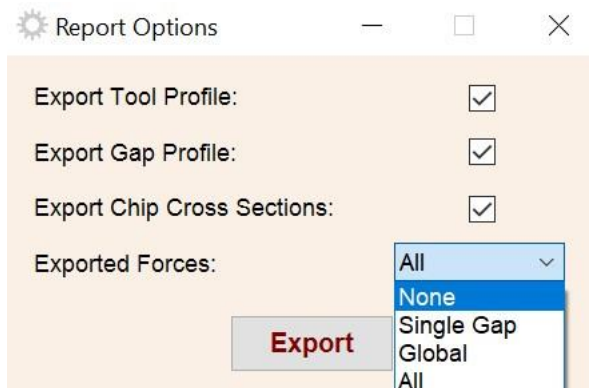 Report Options
Export Tool Profile:
Export Gap Profile:
Export Chip Cross Sections:
Exported Forces: All
None
Single Gap
Export
Global
All